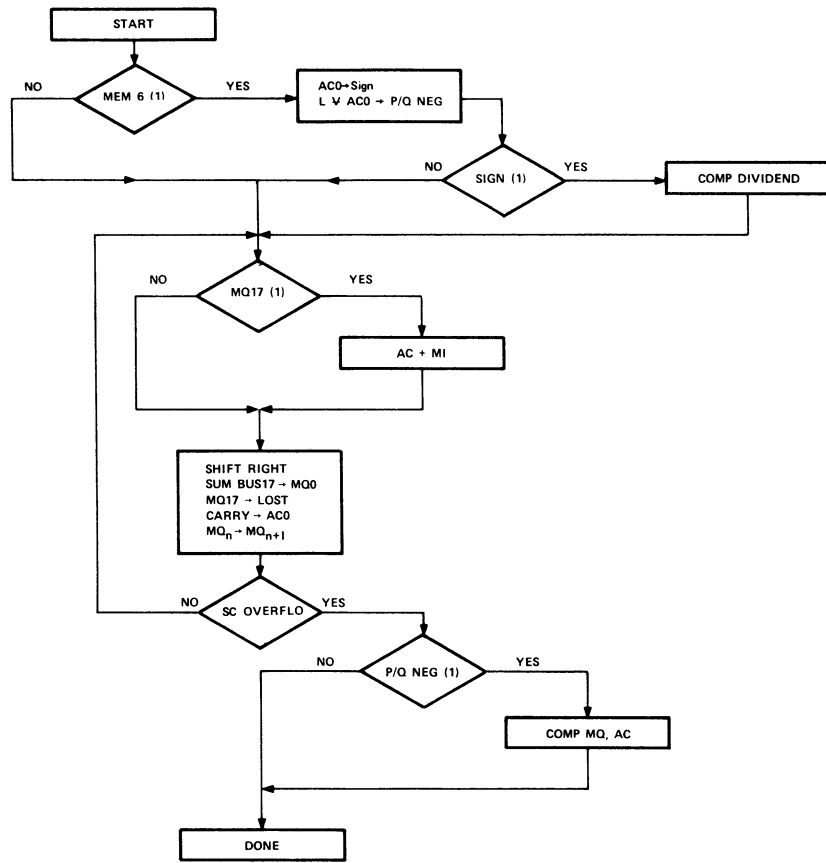 START
NO
MEM 6 (1)
YES
AC0→Sign
L ⊻ AC0 → P/Q NEG
NO
SIGN (1)
YES
COMP DIVIDEND
NO
MQ17 (1)
YES
AC + MI
SHIFT RIGHT
SUM BUS17 → MQ0
MQ17 → LOST
CARRY → AC0
MQn → MQn+1
NO
SC OVERFLO
YES
NO
P/Q NEG (1)
YES
COMP MQ, AC
DONE